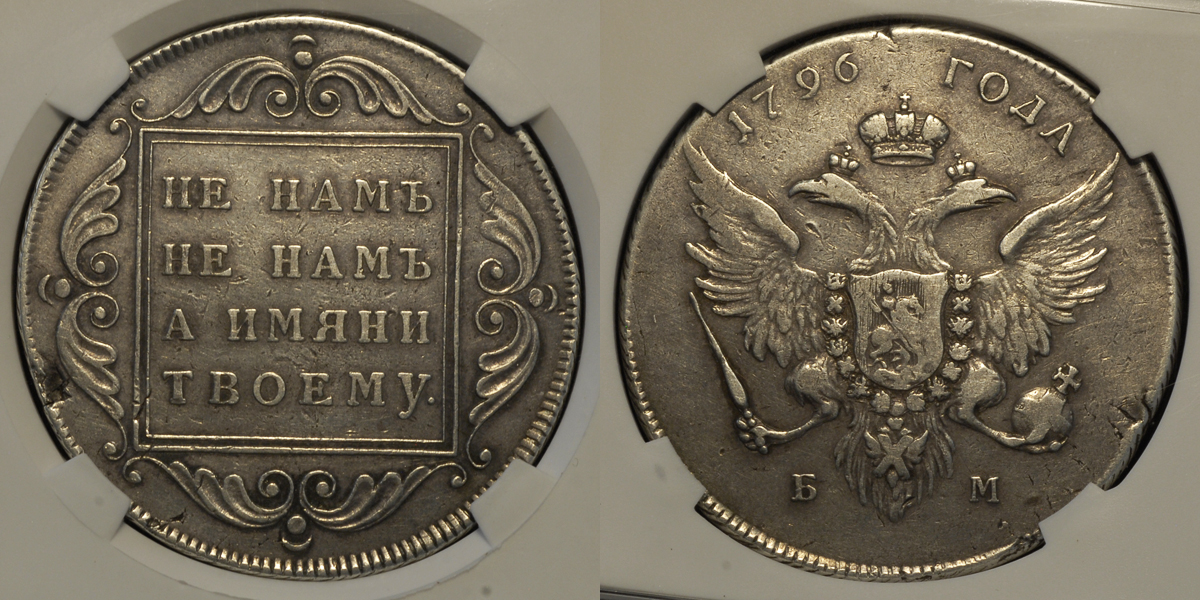 НЕ НАМЪ
НЕ НАМЪ
А ИМЯНИ
ТВОЕМУ.
1796 ГОДА
Б М